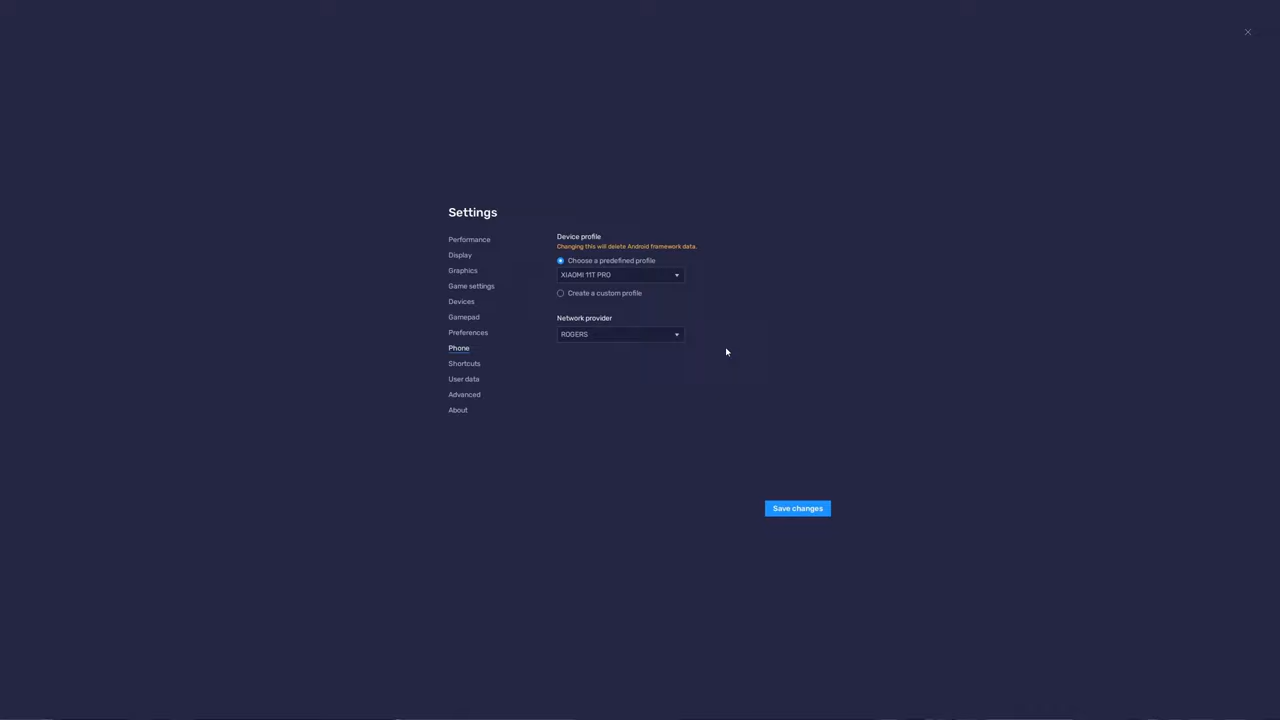 Settings
Performance
Display
Graphics
Game settings
Devices
Gamepad
Preferences
Phone
Shortcuts
User data
Advanced
About
Device profile
Changing this will delete Android framework data.
Choose a predefined profile
XIAOMI 11T PRO
Create a custom profile
Network provider
ROGERS
Save changes